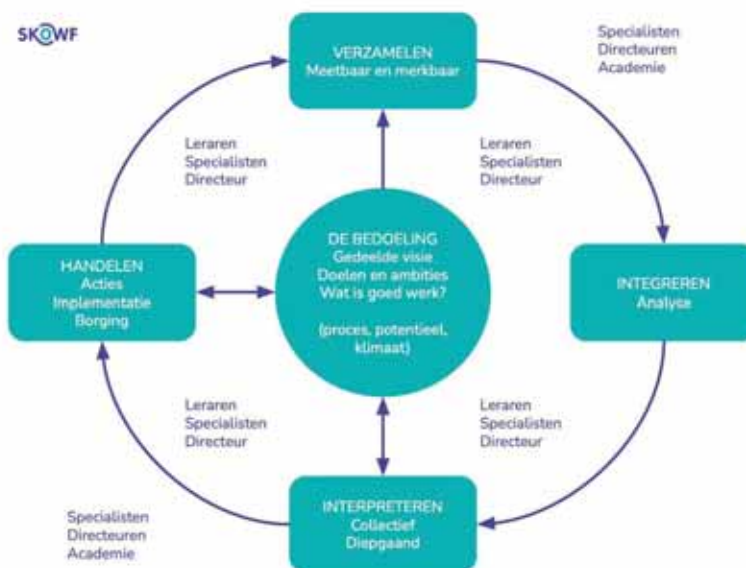 SKOWF
VERZAMELEN
Meetbaar en merkbaar
Specialisten
Directeuren
Academie
Leraren
Specialisten
Directeur
Leraren
Specialisten
Directeur
DE BEDOELING
Gedeelde visie
Doelen en ambities
Wat is goed werk?
(proces, potentieel,
klimaat)
HANDELEN
Acties
Implementatie
Borging
INTEGREREN
Analyse
Leraren
Specialisten
Directeur
Leraren
Specialisten
Directeur
INTERPRETEREN
Collectief
Diepgaand
Specialisten
Directeuren
Academie